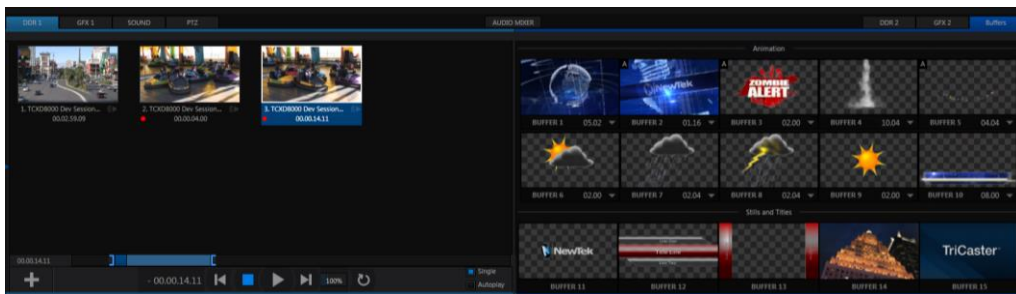 DDR 1 GFX 1 SOUND PTZ AUDIO MIXER DDR 2 GFX 2 Buffers
Animation
1. TCXD8000 Dev Session...
00.02.59.09
2. TCXD8000 Dev Session...
00.00.04.00
3. TCXD8000 Dev Session...
00.00.14.11
A
NewTek
A
ZOMBIE
ALERT
A
A
BUFFER 1 05.02 BUFFER 2 01.16 BUFFER 3 02.00 BUFFER 4 10.04 BUFFER 5 04.04
BUFFER 6 02.00 BUFFER 7 02.04 BUFFER 8 02.04 BUFFER 9 02.00 BUFFER 10 08.00
Stills and Titles
NewTek
TriCaster
BUFFER 11 BUFFER 12 BUFFER 13 BUFFER 14 BUFFER 15
00.00.14.11
- 00.00.14.11 100% Single
Autoplay